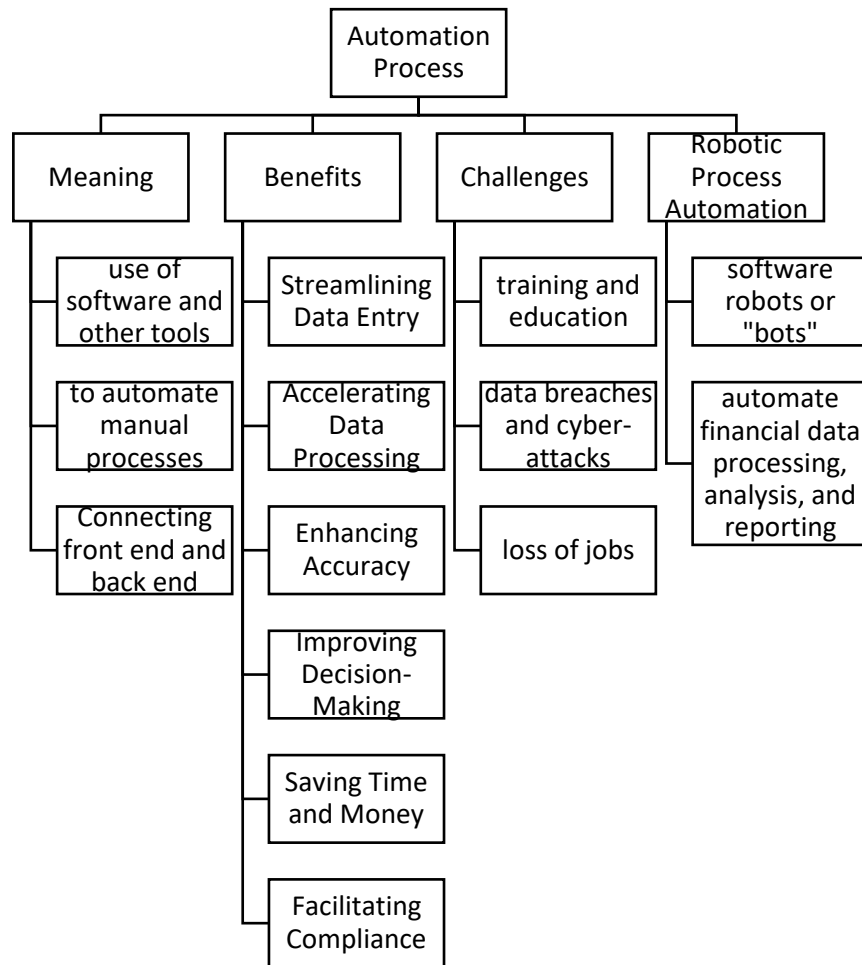 Automation
Process
Meaning
Benefits
Challenges
Robotic
Process
Automation
use of
software and
other tools
to automate
manual
processes
Connecting
front end and
back end
Streamlining
Data Entry
Accelerating
Data
Processing
Enhancing
Accuracy
Improving
Decision-
Making
Saving Time
and Money
Facilitating
Compliance
training and
education
data breaches
and cyber-
attacks
loss of jobs
software
robots or
"bots"
automate
financial data
processing,
analysis, and
reporting